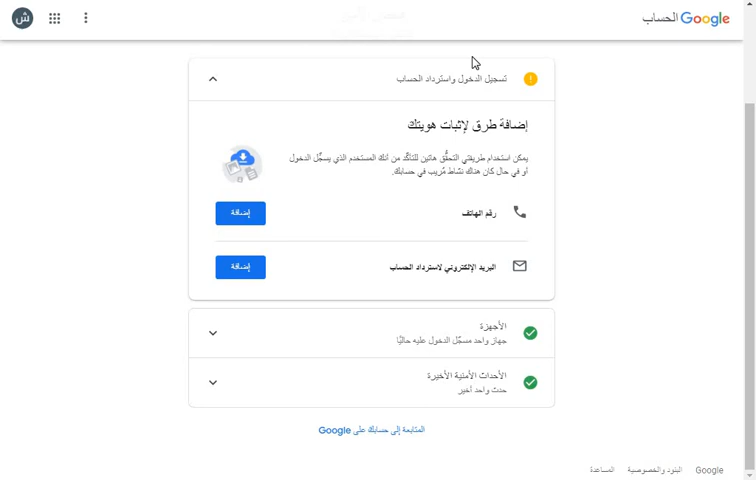 Google الحساب
ش
تسجيل الدخول واسترداد الحساب
إضافة طرق لإثبات هويتك
يمكن استخدام طريقتي التحقُّق هاتين للتأكُّد من أنك المستخدم الذي يسجِّل الدخول
أو في حال كان هناك نشاط مُريب في حسابك.
رقم الهاتف
إضافة
البريد الإلكتروني لاسترداد الحساب
إضافة
الأجهزة
جهاز واحد مسجَّل الدخول عليه حاليًا
الأحداث الأمنية الأخيرة
حدث واحد أخير
المتابعة إلى حسابك على Google
Google
البنود والخصوصية
المساعدة